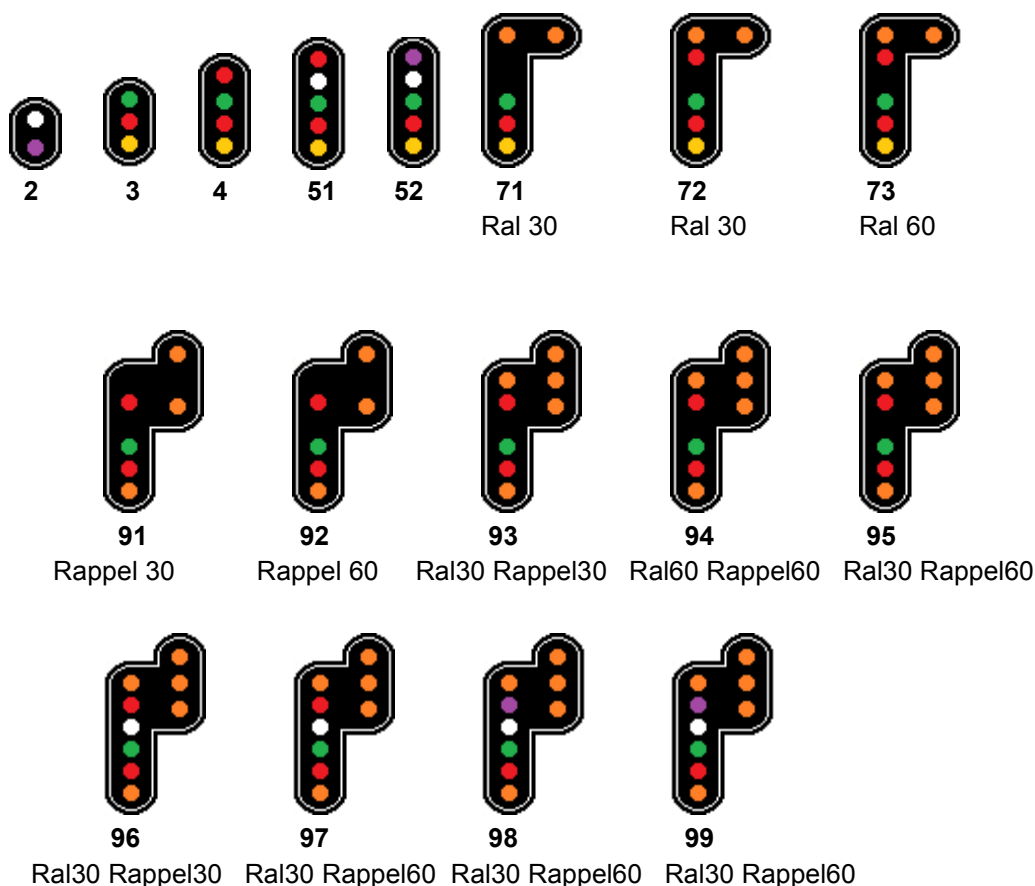 2 3 4 51 52 71 72 73
Ral 30 Ral 30 Ral 60
91 92 93 94 95
Rappel 30 Rappel 60 Ral30 Rappel30 Ral60 Rappel60 Ral30 Rappel60
96 97 98 99
Ral30 Rappel30 Ral30 Rappel60 Ral30 Rappel60 Ral30 Rappel60